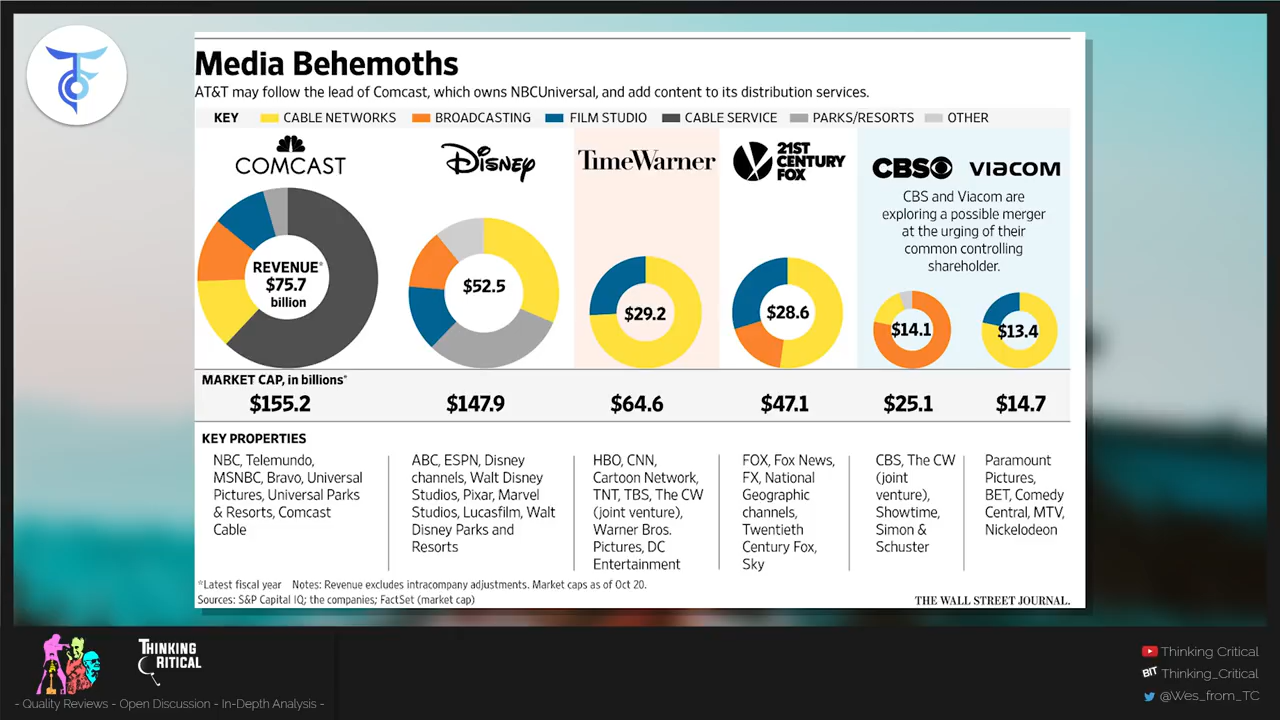 Media Behemoths
AT&T may follow the lead of Comcast, which owns NBCUniversal, and add content to its distribution services.
KEY CABLE NETWORKS BROADCASTING FILM STUDIO CABLE SERVICE PARKS/RESORTS OTHER
COMCAST
DISNEY
TimeWarner
21ST
CENTURY
FOX
CBS
VIACOM
CBS and Viacom are
exploring a possible merger
at the urging of their
common controlling
shareholder.
REVENUE*
$75.7
billion
$52.5
$29.2
$28.6
$14.1
$13.4
MARKET CAP, in billions*
$155.2 $147.9 $64.6 $47.1 $25.1 $14.7
KEY PROPERTIES
NBC, Telemundo,
MSNBC, Bravo, Universal
Pictures, Universal Parks
& Resorts, Comcast
Cable
ABC, ESPN, Disney
channels, Walt Disney
Studios, Pixar, Marvel
Studios, Lucasfilm, Walt
Disney Parks and
Resorts
HBO, CNN,
Cartoon Network,
TNT, TBS, The CW
(joint venture),
Warner Bros.
Pictures, DC
Entertainment
FOX, Fox News,
FX, National
Geographic
channels,
Twentieth
Century Fox,
Sky
CBS, The CW
(joint
venture),
Showtime,
Simon &
Schuster
Paramount
Pictures,
BET, Comedy
Central, MTV,
Nickelodeon
*Latest fiscal year Notes: Revenue excludes intracompany adjustments. Market caps as of Oct 20.
Sources: S&P Capital IQ; the companies; FactSet (market cap)
THE WALL STREET JOURNAL.
THINKING
CRITICAL
- Quality Reviews - Open Discussion - In-Depth Analysis -
Thinking Critical
BIT Thinking_Critical
@Wes_from_TC